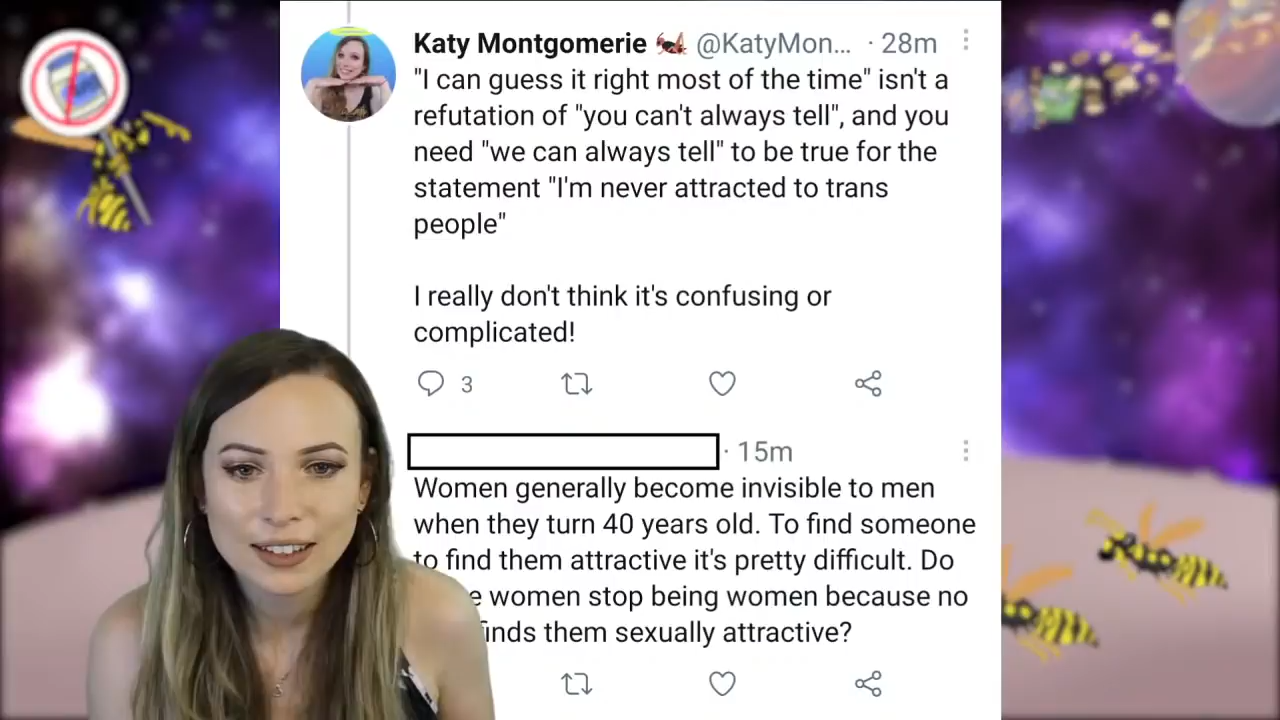 Katy Montgomerie @KatyMon... · 28m
"I can guess it right most of the time" isn't a
refutation of "you can't always tell", and you
need "we can always tell" to be true for the
statement "I'm never attracted to trans
people"
I really don't think it's confusing or
complicated!
3
· 15m
Women generally become invisible to men
when they turn 40 years old. To find someone
to find them attractive it's pretty difficult. Do
women stop being women because no
finds them sexually attractive?